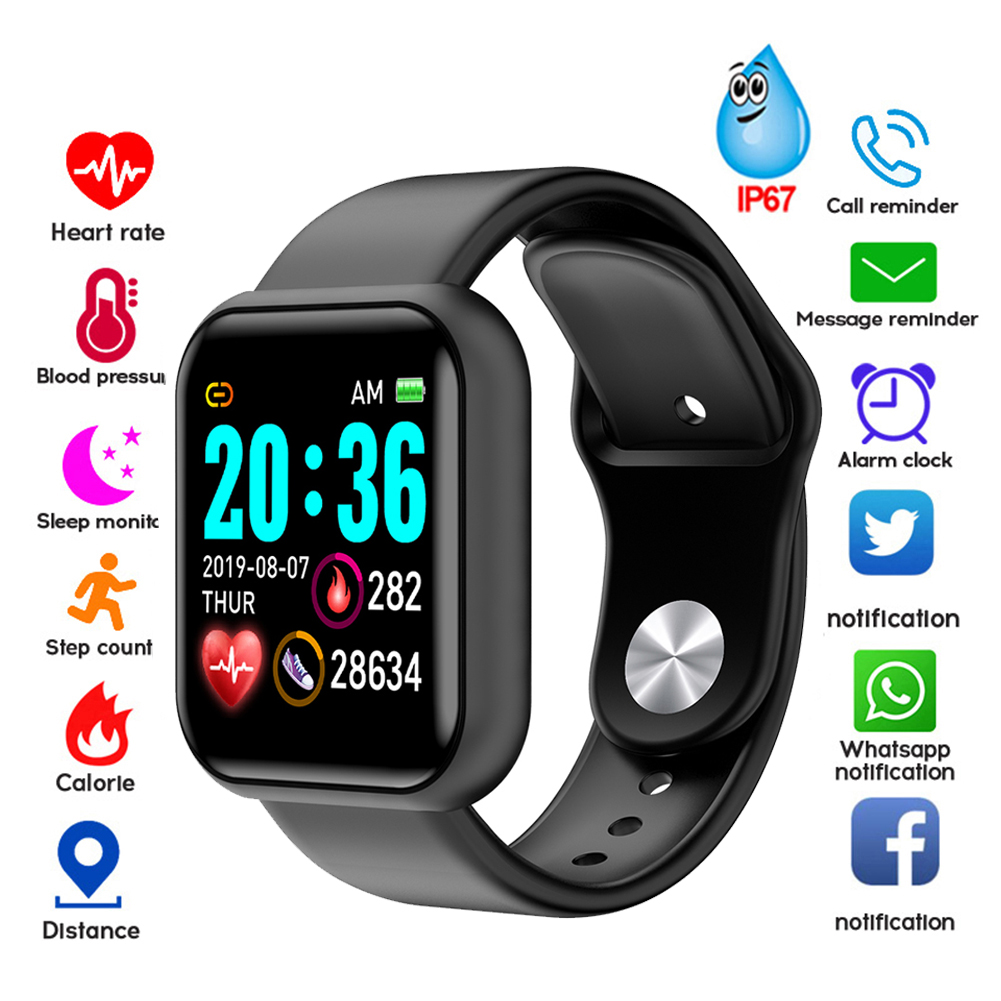 Heart rate
Blood pressu
Sleep monito
Step count
Calorie
Distance
AM
20:36
2019-08-07
THUR
282
28634
IP67
Call reminder
Message reminder
Alarm clock
notification
Whatsapp
notification
f
notification